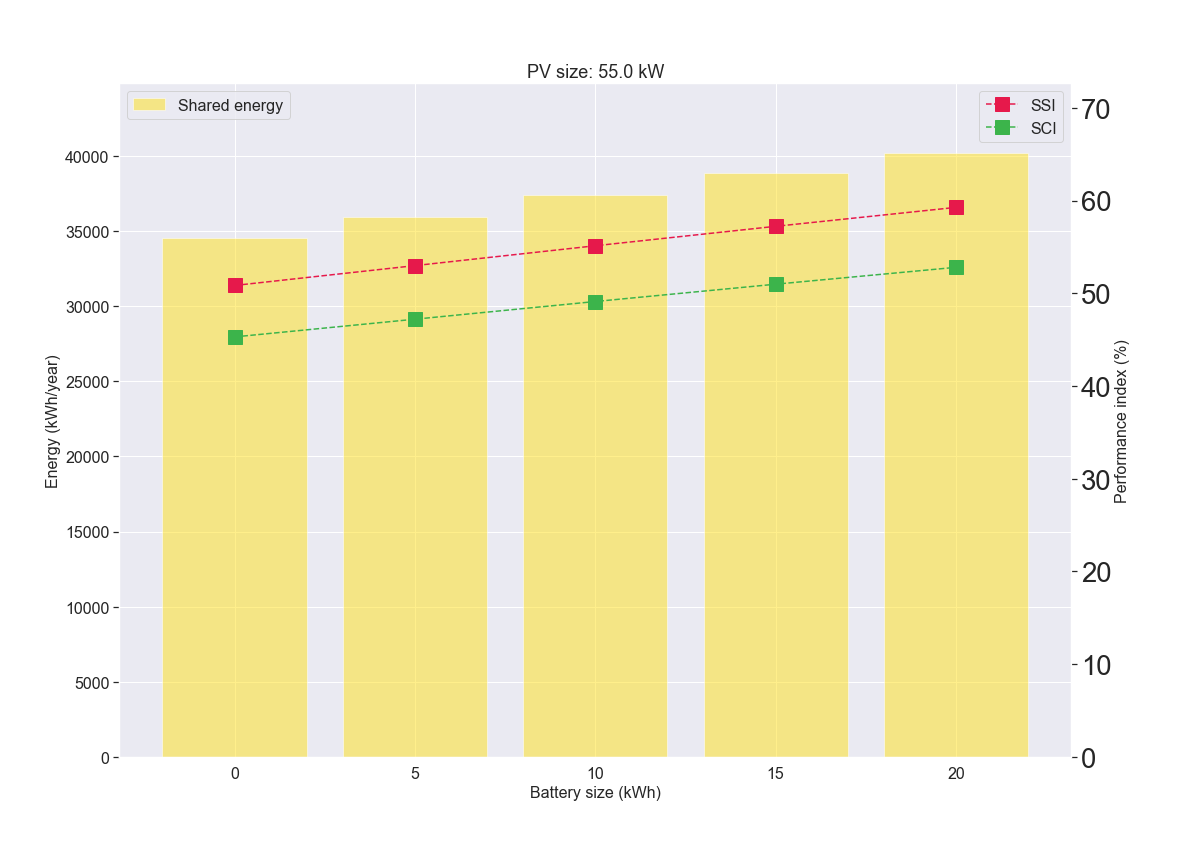 PV size: 55.0 kW
Shared energy
SSI
SCI
40000
35000
30000
25000
20000
15000
10000
5000
0
Energy (kWh/year)
70
60
50
40
30
20
10
0
Performance index (%)
0 5 10 15 20
Battery size (kWh)